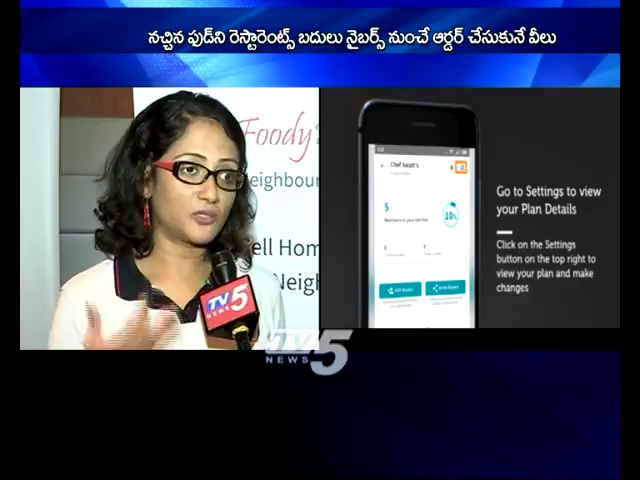 నచ్చిన ఫుడ్‌ని రెస్టారెంట్స్ బదులు నైబర్స్ నుంచే ఆర్డర్ చేసుకునే వీలు
Foody
eighbou
ell Hom
Neigh
TV5
NEWS
Chef Swati's
5
10%
Go to Settings to view
your Plan Details
Click on the Settings
button on the top right to
view your plan and make
changes
TV5
NEWS